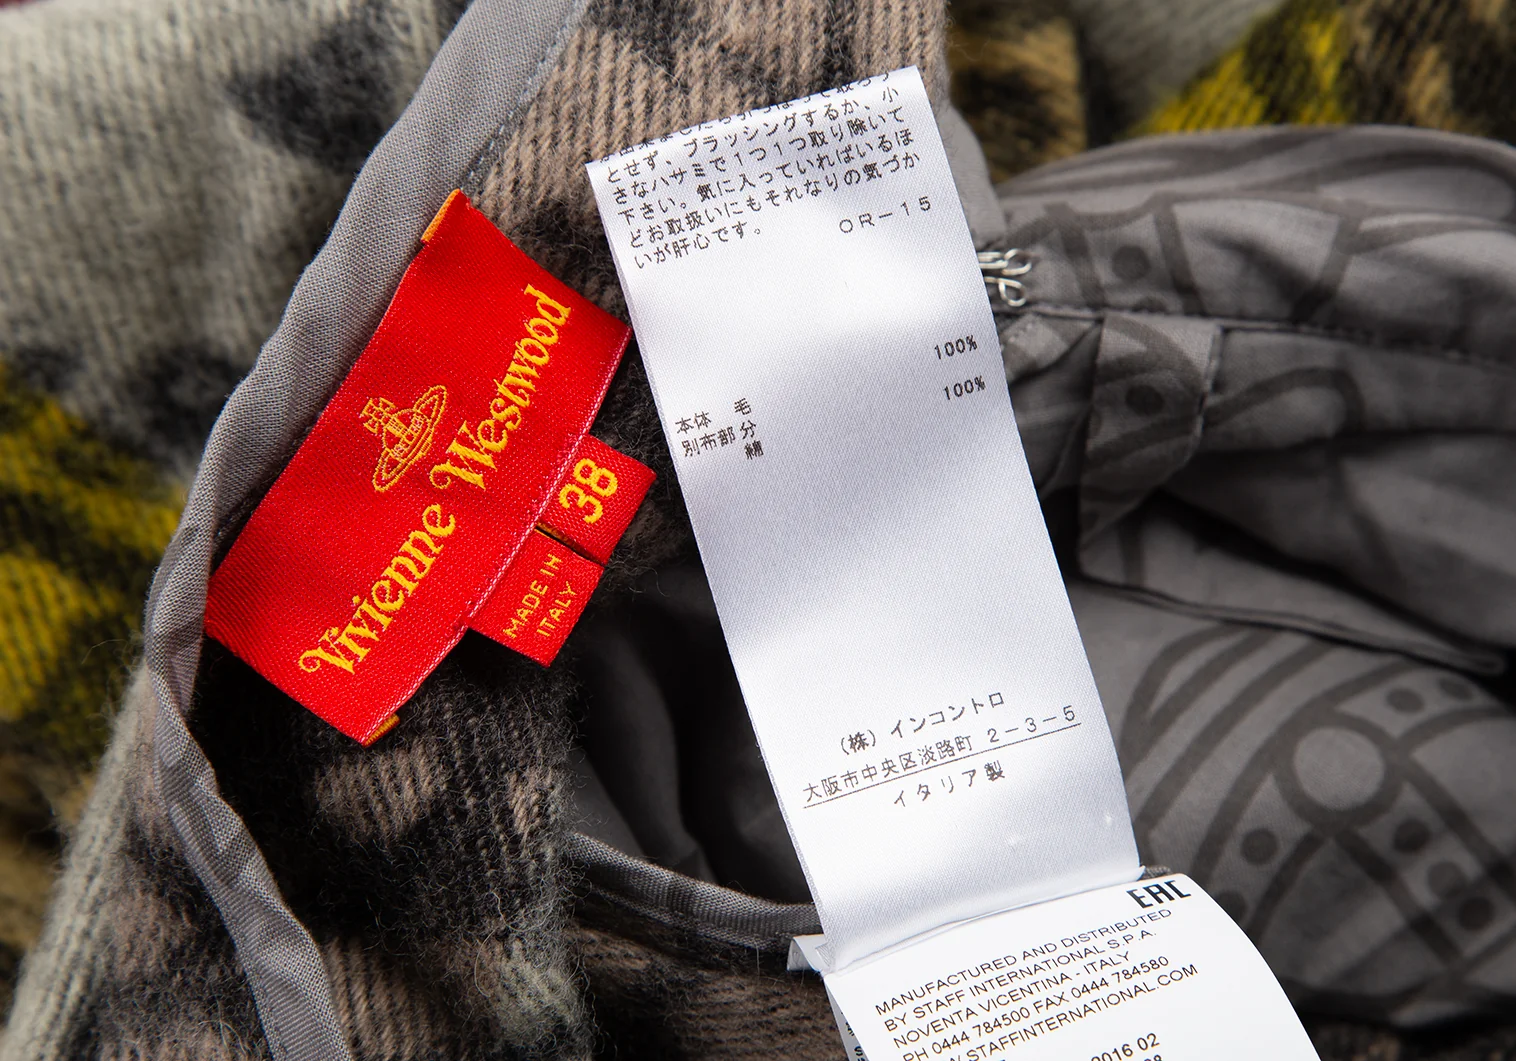 Vivienne Westwood
38
MADE IN
ITALY
とせず、ブラッシングするか、小
さなハサミで1つ1つ取り除いて
下さい。気に入っていればいるほ
どお取扱いにもそれなりの気づか
いが肝心です。
OR-15
100%
100%
本体 毛
別布部分
綿
(株)インコントロ
大阪市中央区淡路町 2-3-5
イタリア製
EAC
MANUFACTURED AND DISTRIBUTED
BY STAFF INTERNATIONAL S.P.A.
NOVENTA VICENTINA - ITALY
PH 0444 784500 FAX 0444 784580
STAFFINTERNATIONAL.COM
2016 02